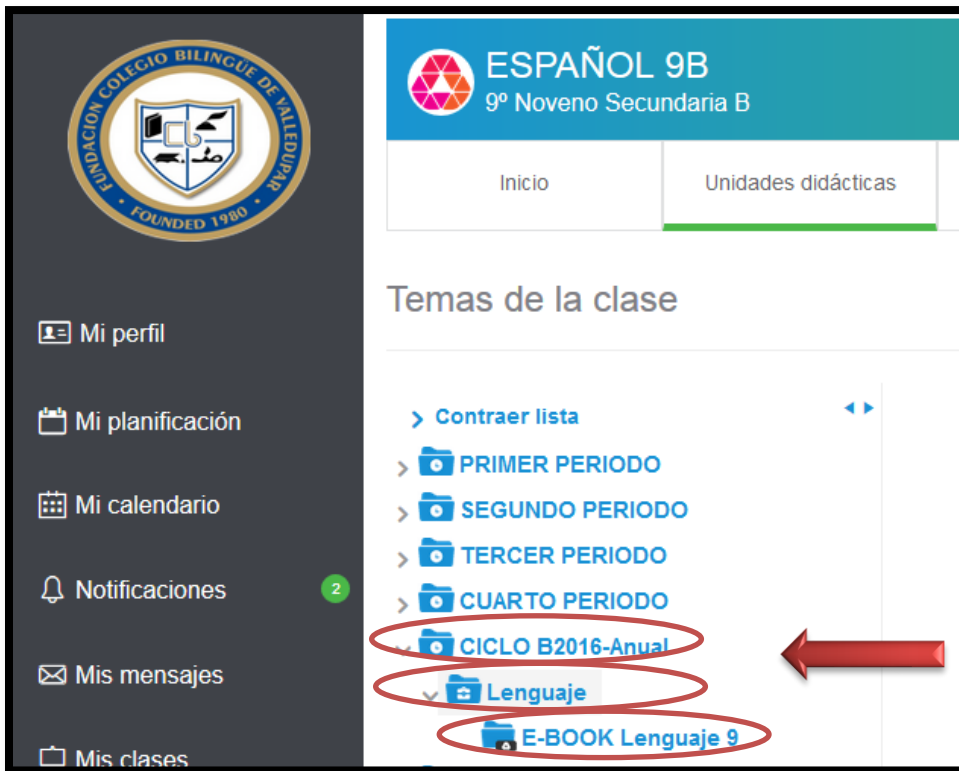 FUNDACION COLEGIO BILINGÜE DE VALLEDUPAR
FOUNDED 1980
Mi perfil
Mi planificación
Mi calendario
Notificaciones 2
Mis mensajes
Mis clases
ESPAÑOL 9B
9º Noveno Secundaria B
Inicio Unidades didácticas
Temas de la clase
Contraer lista
PRIMER PERIODO
SEGUNDO PERIODO
TERCER PERIODO
CUARTO PERIODO
CICLO B2016-Anual
Lenguaje
E-BOOK Lenguaje 9